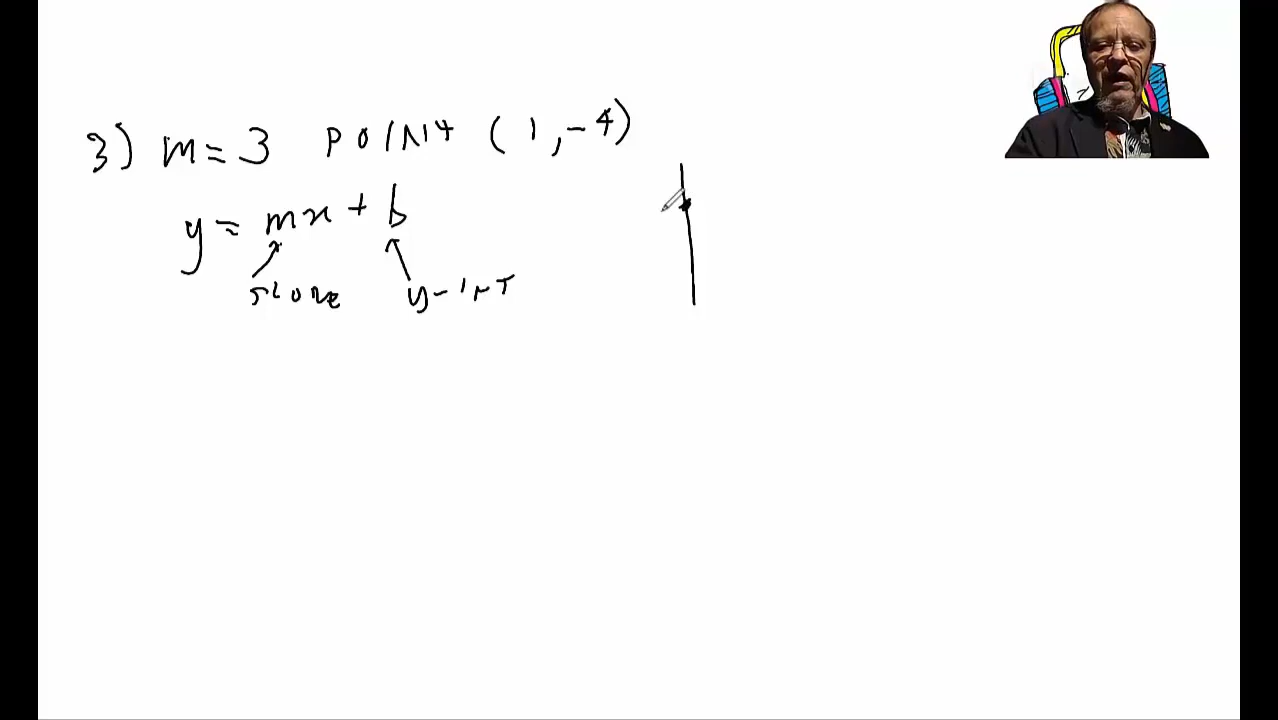 3) m = 3 POINT (1, -4)
y = mx + b
SLOPE y-INT